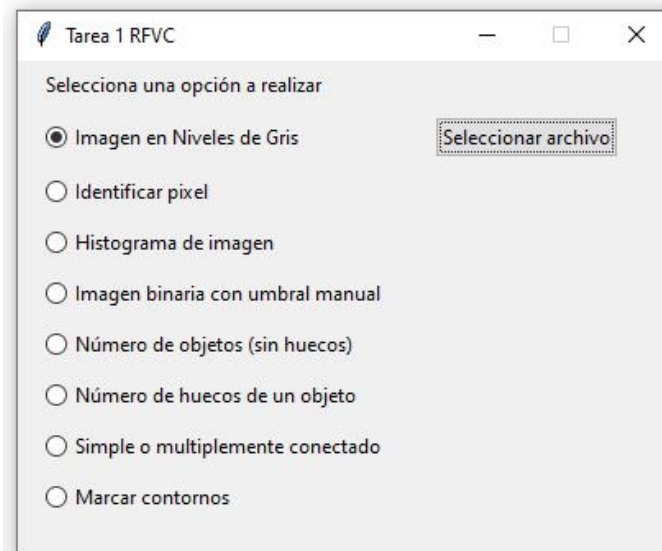 Tarea 1 RFVC
Selecciona una opción a realizar
Imagen en Niveles de Gris
Seleccionar archivo
Identificar pixel
Histograma de imagen
Imagen binaria con umbral manual
Número de objetos (sin huecos)
Número de huecos de un objeto
Simple o multiplemente conectado
Marcar contornos